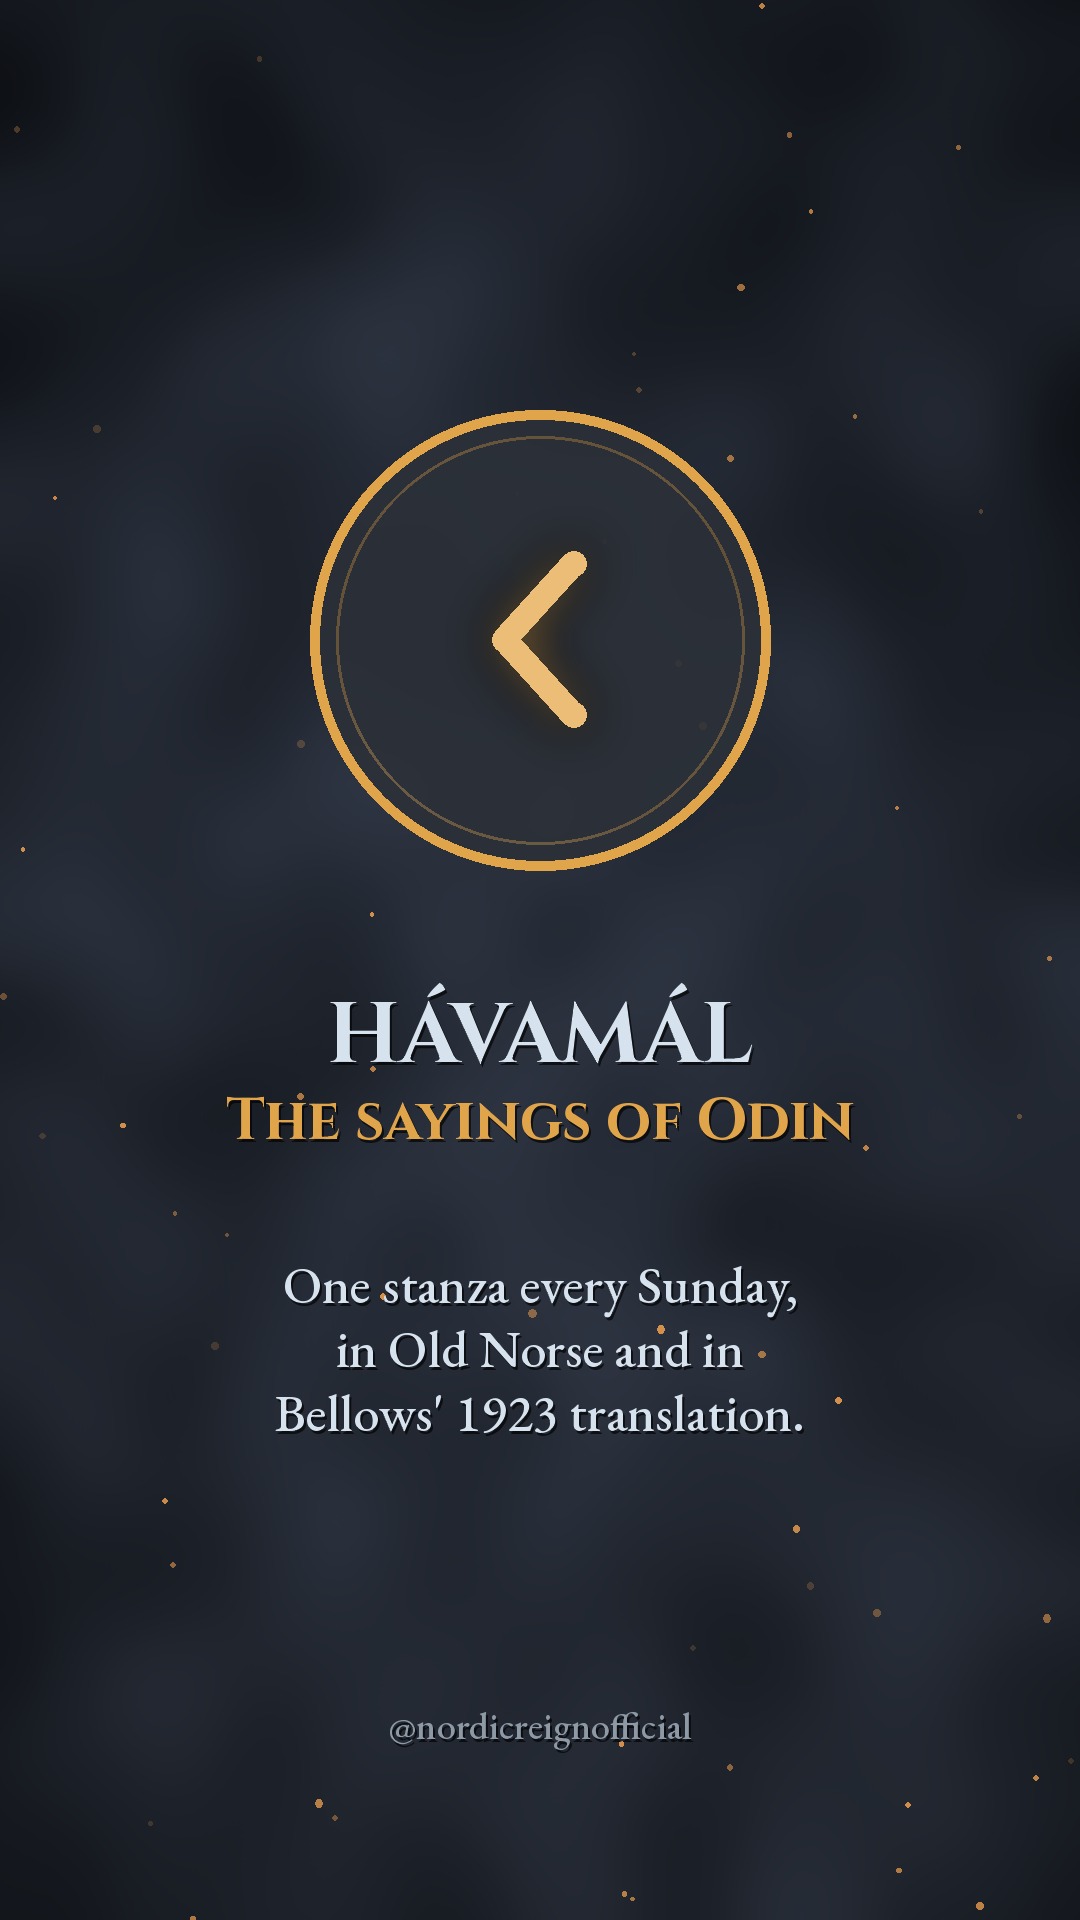 ᚲ
HÁVAMÁL
THE SAYINGS OF ODIN
One stanza every Sunday,
in Old Norse and in
Bellows' 1923 translation.
@nordicreignofficial